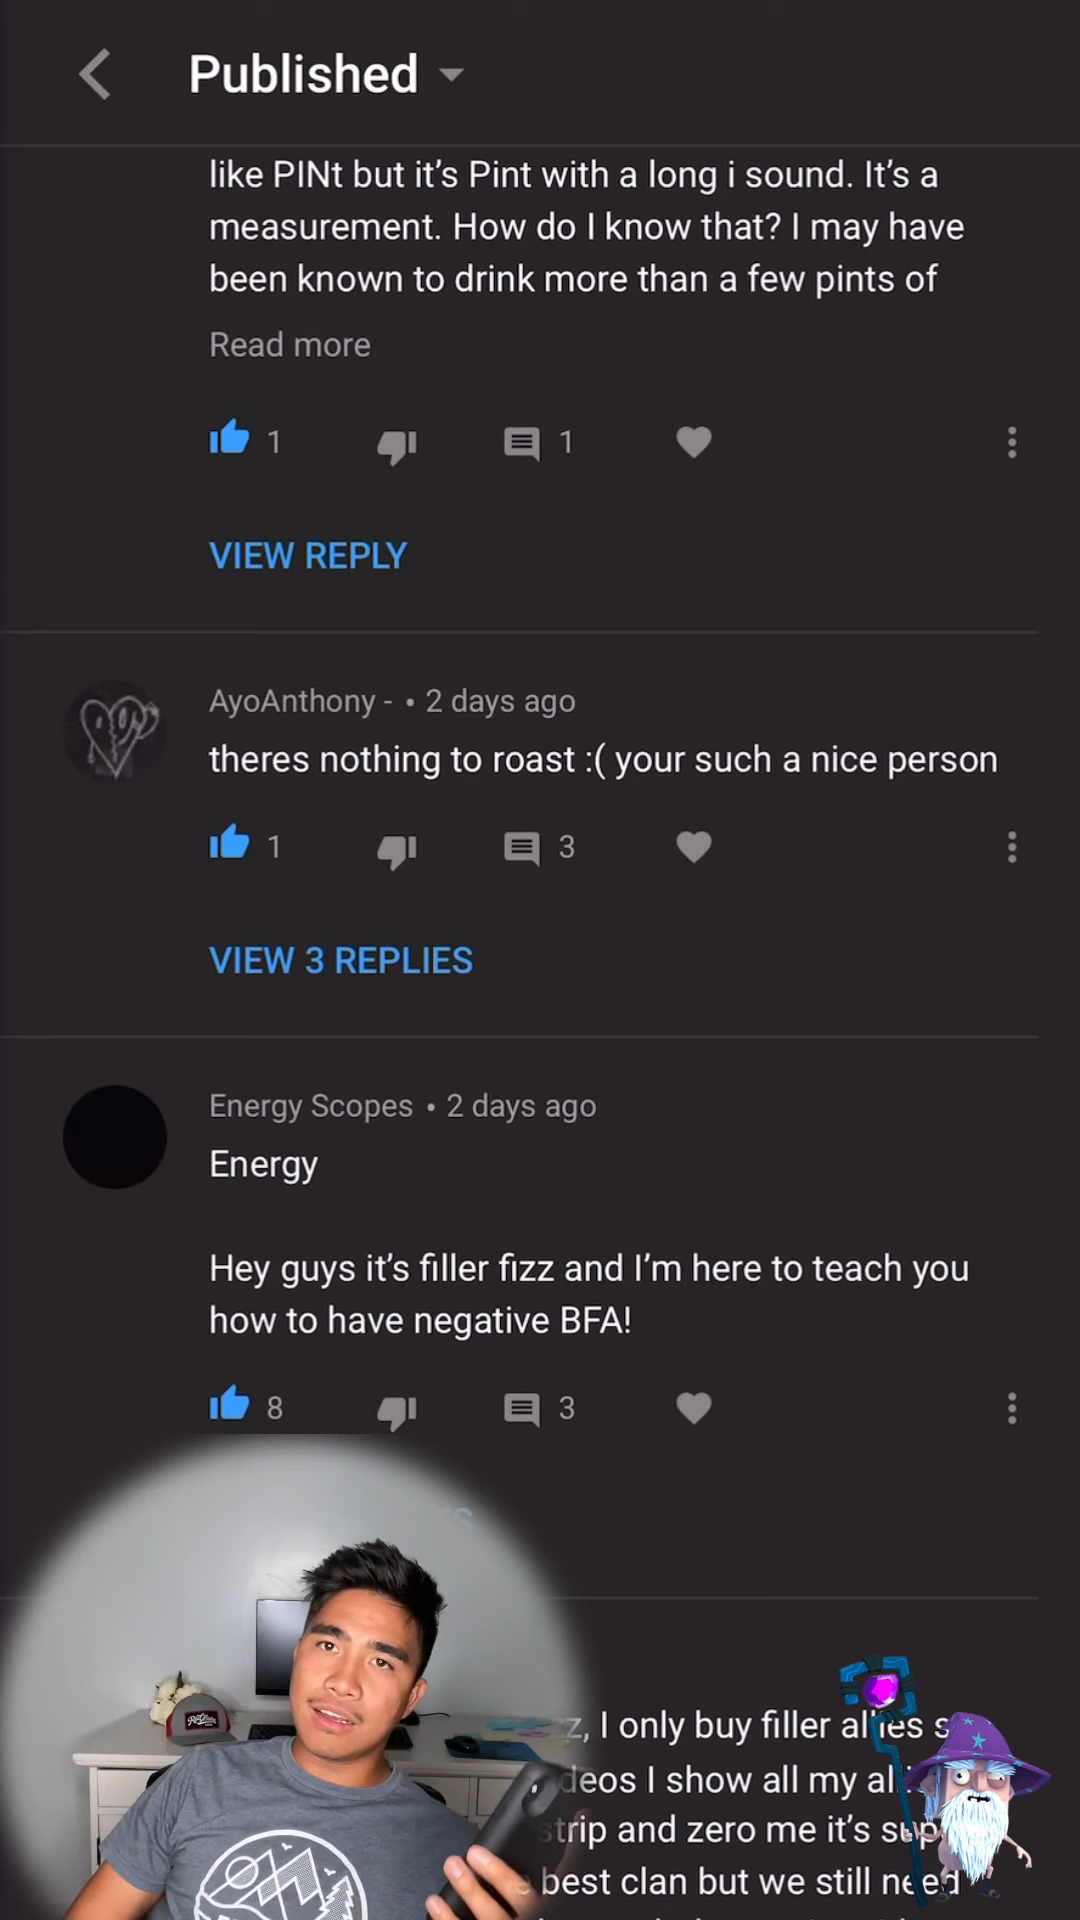 Published
like PINt but it’s Pint with a long i sound. It’s a
measurement. How do I know that? I may have
been known to drink more than a few pints of
Read more
1
1
VIEW REPLY
AyoAnthony - • 2 days ago
theres nothing to roast :( your such a nice person
1
3
VIEW 3 REPLIES
Energy Scopes • 2 days ago
Energy
Hey guys it’s filler fizz and I’m here to teach you
how to have negative BFA!
8
3
S
z, I only buy filler allies s
deos I show all my al
strip and zero me it’s sup
best clan but we still need